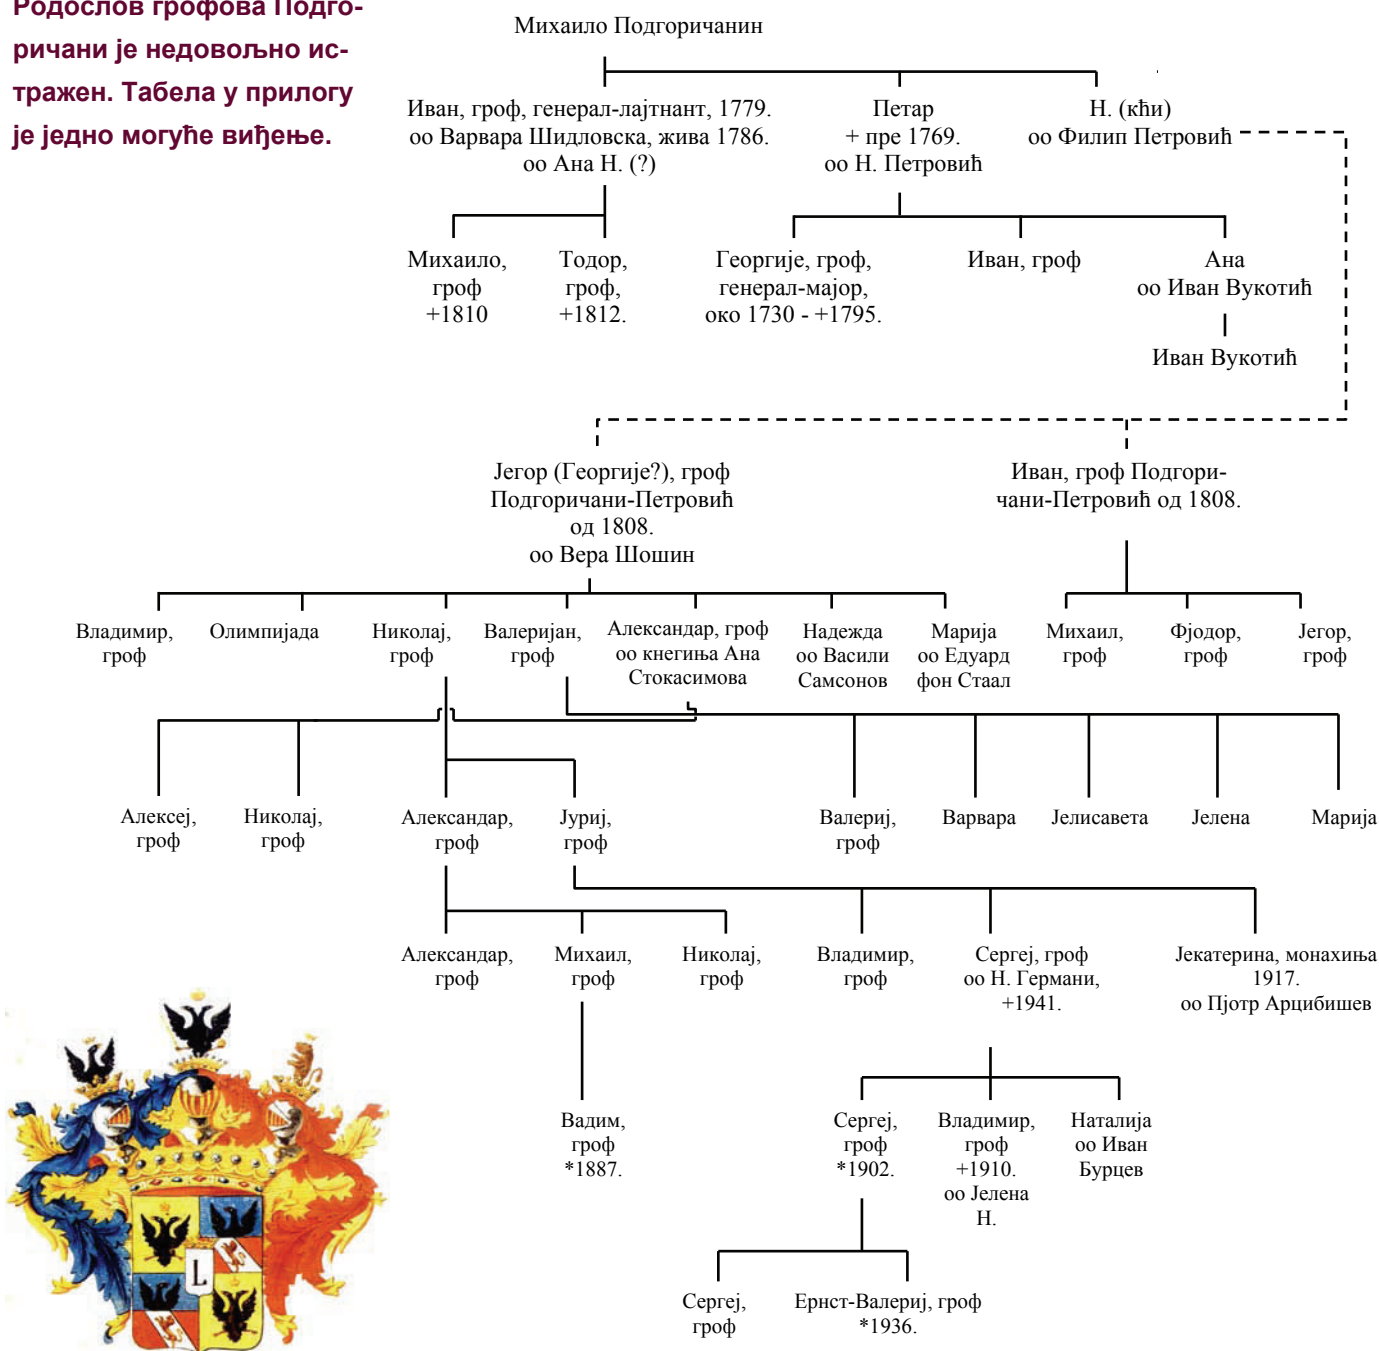 Родослов грофова Подго-
ричани је недовољно ис-
тражен. Табела у прилогу
је једно могуће виђење.
Михаило Подгоричанин
Иван, гроф, генерал-лајтнант, 1779.
оо Варвара Шидловска, жива 1786.
оо Ана Н. (?)
Петар
+ пре 1769.
оо Н. Петровић
Н. (кћи)
оо Филип Петровић
Михаило,
гроф
+1810
Тодор,
гроф,
+1812.
Георгије, гроф,
генерал-мајор,
око 1730 - +1795.
Иван, гроф
Ана
оо Иван Вукотић
Иван Вукотић
Јегор (Георгије?), гроф
Подгоричани-Петровић
од 1808.
оо Вера Шошин
Иван, гроф Подгори-
чани-Петровић од 1808.
Владимир,
гроф
Олимпијада
Николај,
гроф
Валеријан,
гроф
Александар, гроф
оо кнегиња Ана
Стокасимова
Надежда
оо Васили
Самсонов
Марија
оо Едуард
фон Стаал
Михаил,
гроф
Фјодор,
гроф
Јегор,
гроф
Алексеј,
гроф
Николај,
гроф
Александар,
гроф
Јуриј,
гроф
Валериј,
гроф
Варвара
Јелисавета
Јелена
Марија
Александар,
гроф
Михаил,
гроф
Николај,
гроф
Владимир,
гроф
Сергеј, гроф
оо Н. Германи,
+1941.
Јекатерина, монахиња
1917.
оо Пјотр Арцибишев
Вадим,
гроф
*1887.
Сергеј,
гроф
*1902.
Владимир,
гроф
+1910.
оо Јелена
Н.
Наталија
оо Иван
Бурцев
Сергеј,
гроф
Ернст-Валериј, гроф
*1936.
L